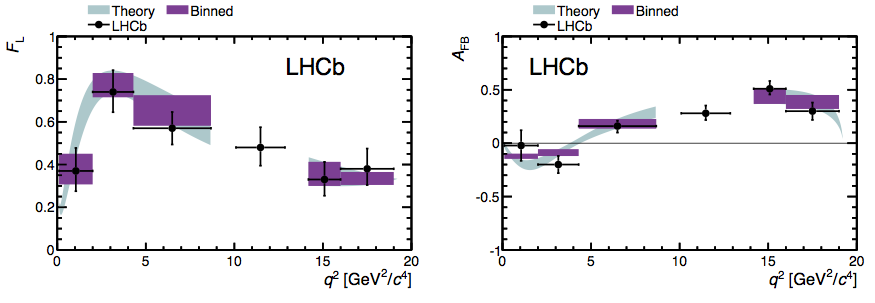 Theory Binned
LHCb
F_L
LHCb
1
0.8
0.6
0.4
0.2
0
0 5 10 15 20
q² [GeV²/c⁴]
Theory Binned
LHCb
A_FB
LHCb
1
0.5
0
-0.5
-1
0 5 10 15 20
q² [GeV²/c⁴]